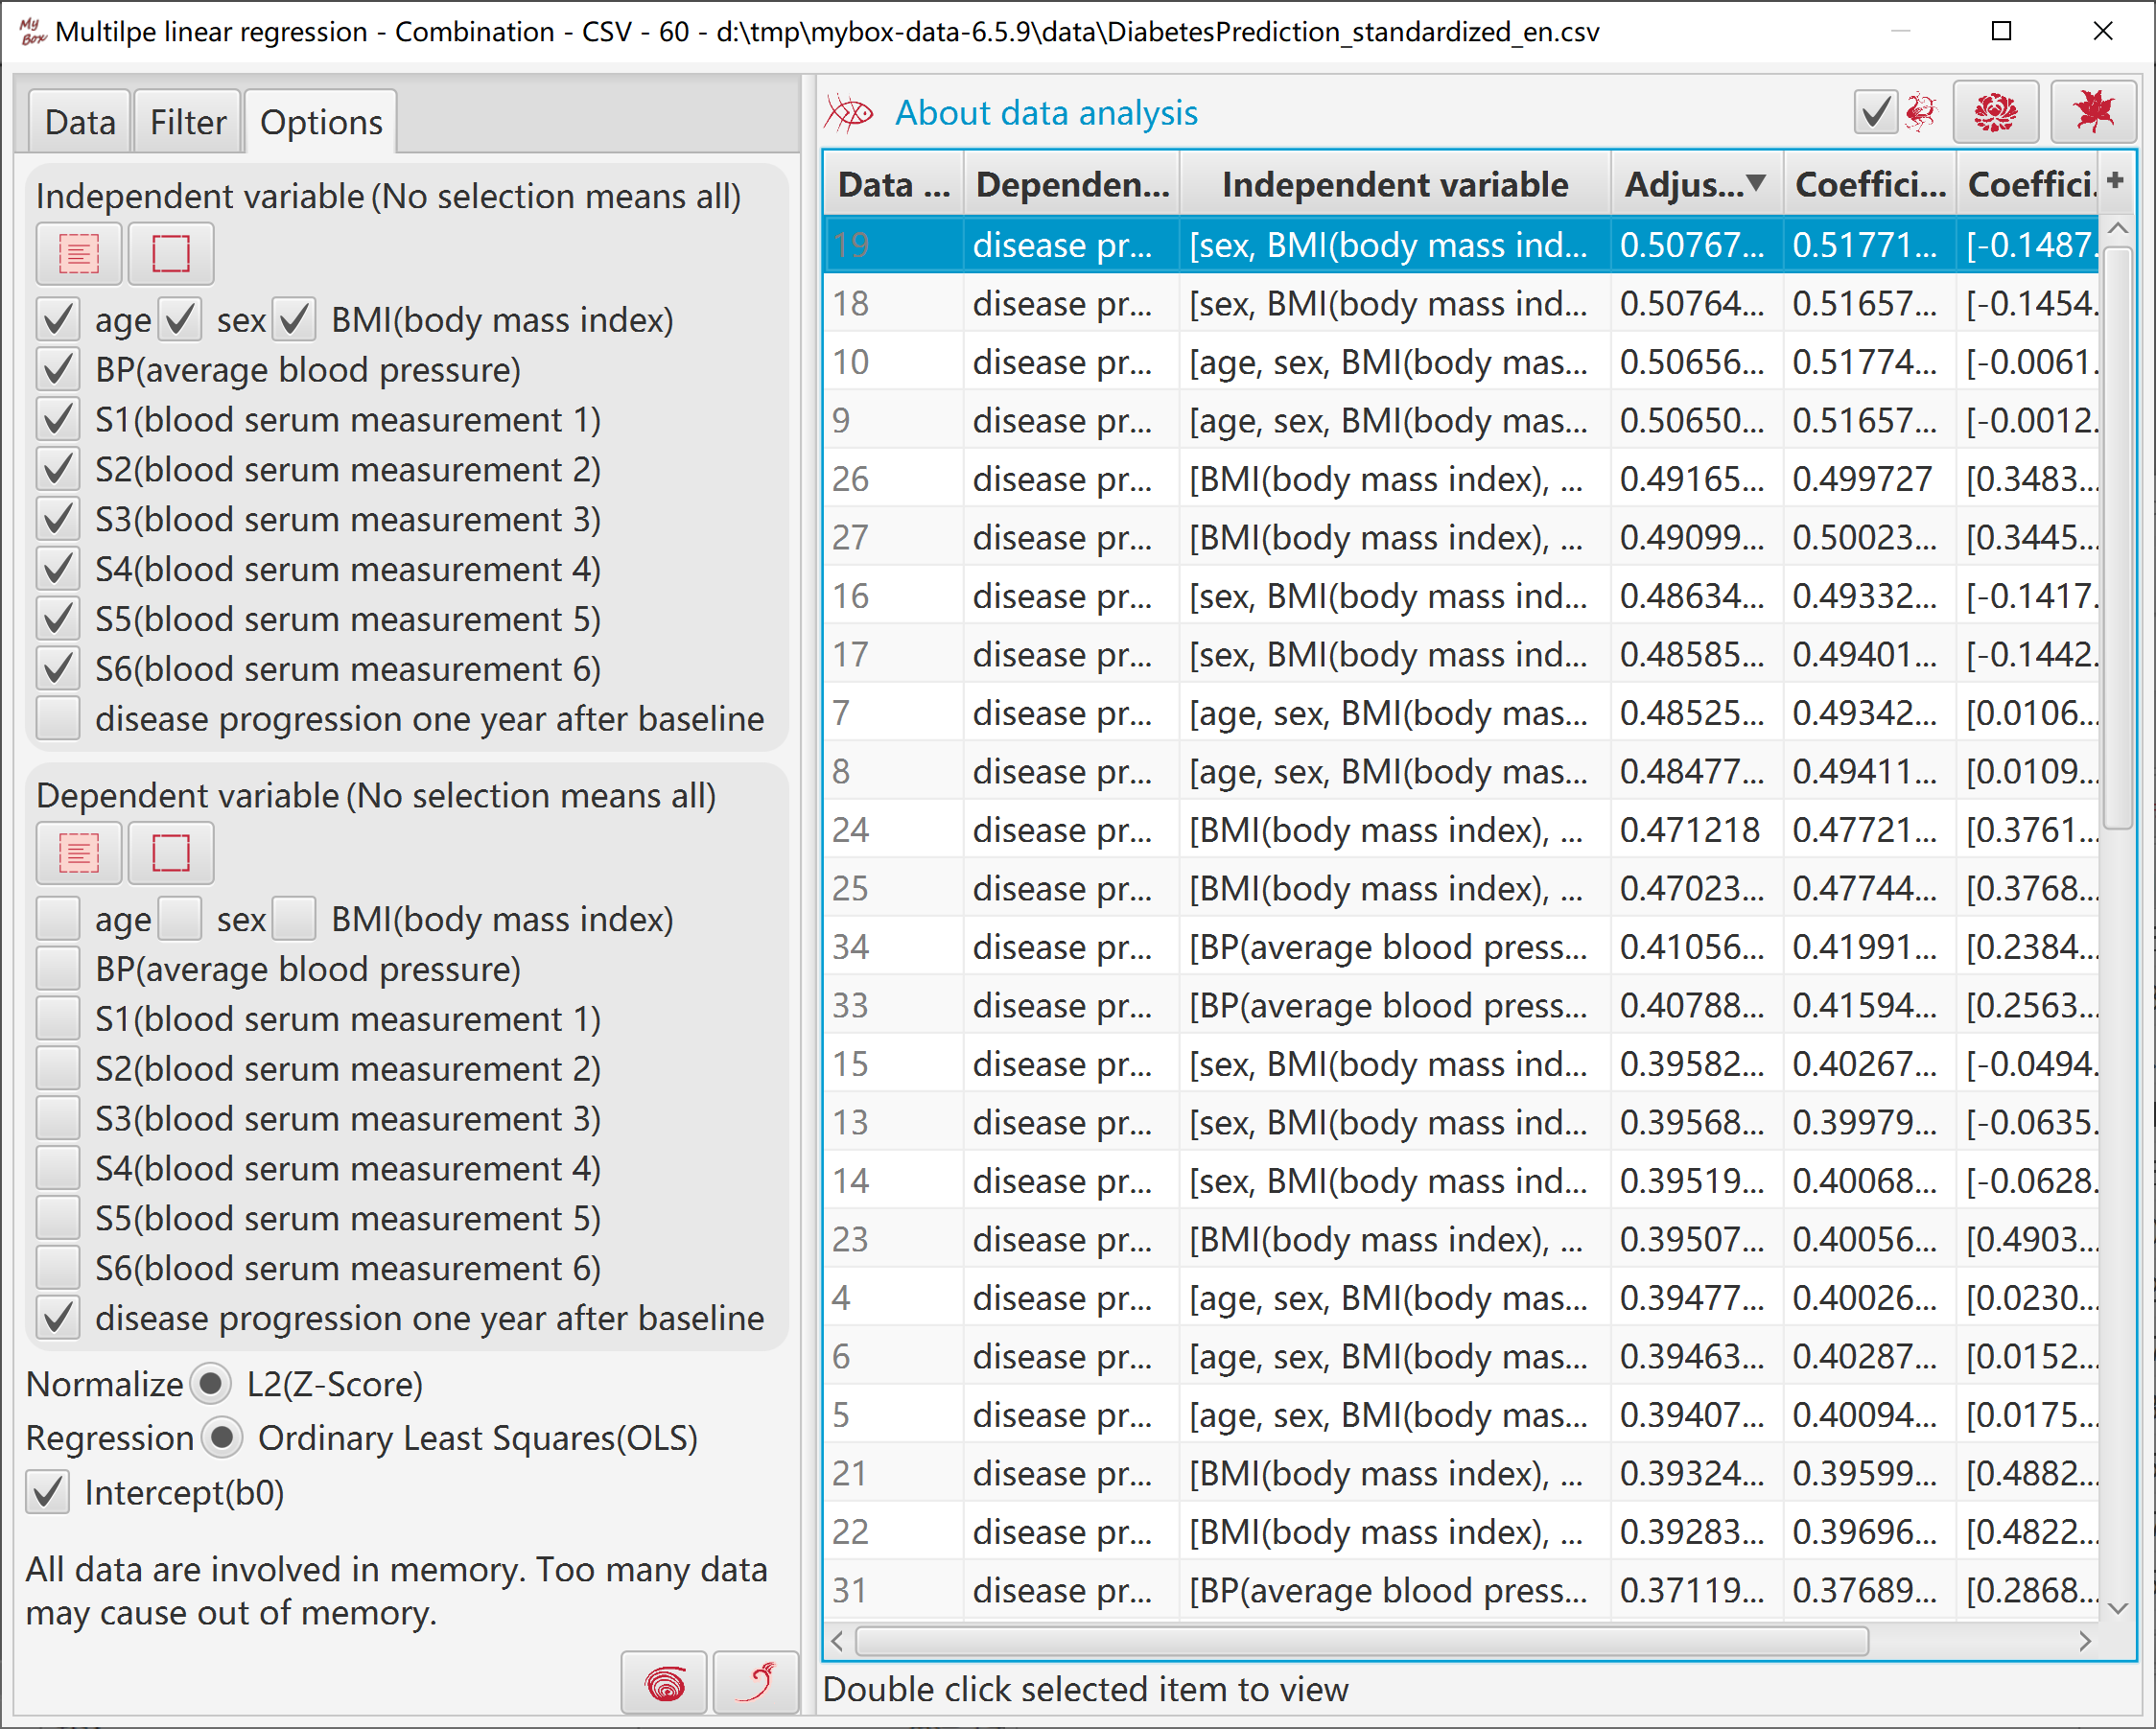 My Box Multilpe linear regression - Combination - CSV - 60 - d:\tmp\mybox-data-6.5.9\data\DiabetesPrediction_standardized_en.csv
Data Filter Options
Independent variable (No selection means all)
age sex BMI(body mass index)
BP(average blood pressure)
S1(blood serum measurement 1)
S2(blood serum measurement 2)
S3(blood serum measurement 3)
S4(blood serum measurement 4)
S5(blood serum measurement 5)
S6(blood serum measurement 6)
disease progression one year after baseline
Dependent variable (No selection means all)
age sex BMI(body mass index)
BP(average blood pressure)
S1(blood serum measurement 1)
S2(blood serum measurement 2)
S3(blood serum measurement 3)
S4(blood serum measurement 4)
S5(blood serum measurement 5)
S6(blood serum measurement 6)
disease progression one year after baseline
Normalize L2(Z-Score)
Regression Ordinary Least Squares(OLS)
Intercept(b0)
All data are involved in memory. Too many data
may cause out of memory.
About data analysis
Data ... Dependen... Independent variable Adjus... Coeffici... Coeffici. +
19 disease pr... [sex, BMI(body mass ind... 0.50767... 0.51771... [-0.1487.
18 disease pr... [sex, BMI(body mass ind... 0.50764... 0.51657... [-0.1454.
10 disease pr... [age, sex, BMI(body mas... 0.50656... 0.51774... [-0.0061.
9 disease pr... [age, sex, BMI(body mas... 0.50650... 0.51657... [-0.0012.
26 disease pr... [BMI(body mass index), ... 0.49165... 0.499727 [0.3483...
27 disease pr... [BMI(body mass index), ... 0.49099... 0.50023... [0.3445...
16 disease pr... [sex, BMI(body mass ind... 0.48634... 0.49332... [-0.1417.
17 disease pr... [sex, BMI(body mass ind... 0.48585... 0.49401... [-0.1442.
7 disease pr... [age, sex, BMI(body mas... 0.48525... 0.49342... [0.0106...
8 disease pr... [age, sex, BMI(body mas... 0.48477... 0.49411... [0.0109...
24 disease pr... [BMI(body mass index), ... 0.471218 0.47721... [0.3761...
25 disease pr... [BMI(body mass index), ... 0.47023... 0.47744... [0.3768...
34 disease pr... [BP(average blood press... 0.41056... 0.41991... [0.2384...
33 disease pr... [BP(average blood press... 0.40788... 0.41594... [0.2563...
15 disease pr... [sex, BMI(body mass ind... 0.39582... 0.40267... [-0.0494.
13 disease pr... [sex, BMI(body mass ind... 0.39568... 0.39979... [-0.0635.
14 disease pr... [sex, BMI(body mass ind... 0.39519... 0.40068... [-0.0628.
23 disease pr... [BMI(body mass index), ... 0.39507... 0.40056... [0.4903...
4 disease pr... [age, sex, BMI(body mas... 0.39477... 0.40026... [0.0230...
6 disease pr... [age, sex, BMI(body mas... 0.39463... 0.40287... [0.0152...
5 disease pr... [age, sex, BMI(body mas... 0.39407... 0.40094... [0.0175...
21 disease pr... [BMI(body mass index), ... 0.39324... 0.39599... [0.4882...
22 disease pr... [BMI(body mass index), ... 0.39283... 0.39696... [0.4822...
31 disease pr... [BP(average blood press... 0.37119... 0.37689... [0.2868...
Double click selected item to view